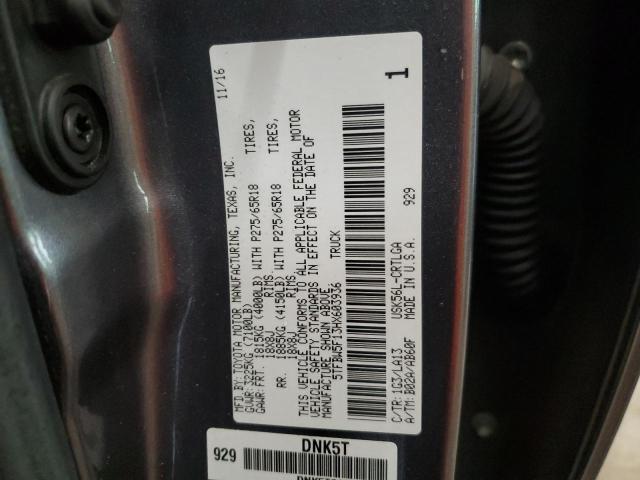 MFD.BY:TOYOTA MOTOR MANUFACTURING, TEXAS, INC. 11/16
GVWR:3225KG (7100LB)
GAWR:FRT. 1815KG (4000LB) WITH P275/65R18 TIRES,
18X8J RIMS
RR. 1885KG (4150LB) WITH P275/65R18 TIRES,
18X8J RIMS
THIS VEHICLE CONFORMS TO ALL APPLICABLE FEDERAL MOTOR
VEHICLE SAFETY STANDARDS IN EFFECT ON THE DATE OF
MANUFACTURE SHOWN ABOVE.
5TFBW5F13HX603936 TRUCK
C/TR:1G3/LA13 USK56L-CRTLGA 929
A/TM:B02A/AB60F MADE IN U.S.A.
1
929 DNK5T